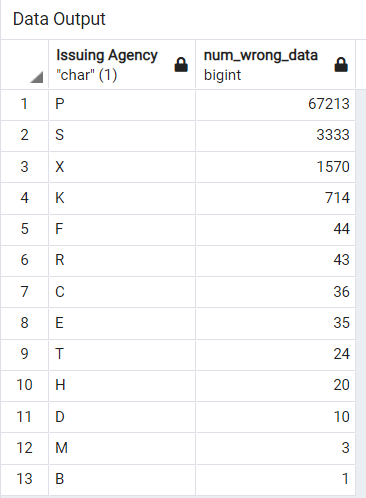 Data Output
Issuing Agency num_wrong_data
"char" (1) bigint
1 P 67213
2 S 3333
3 X 1570
4 K 714
5 F 44
6 R 43
7 C 36
8 E 35
9 T 24
10 H 20
11 D 10
12 M 3
13 B 1